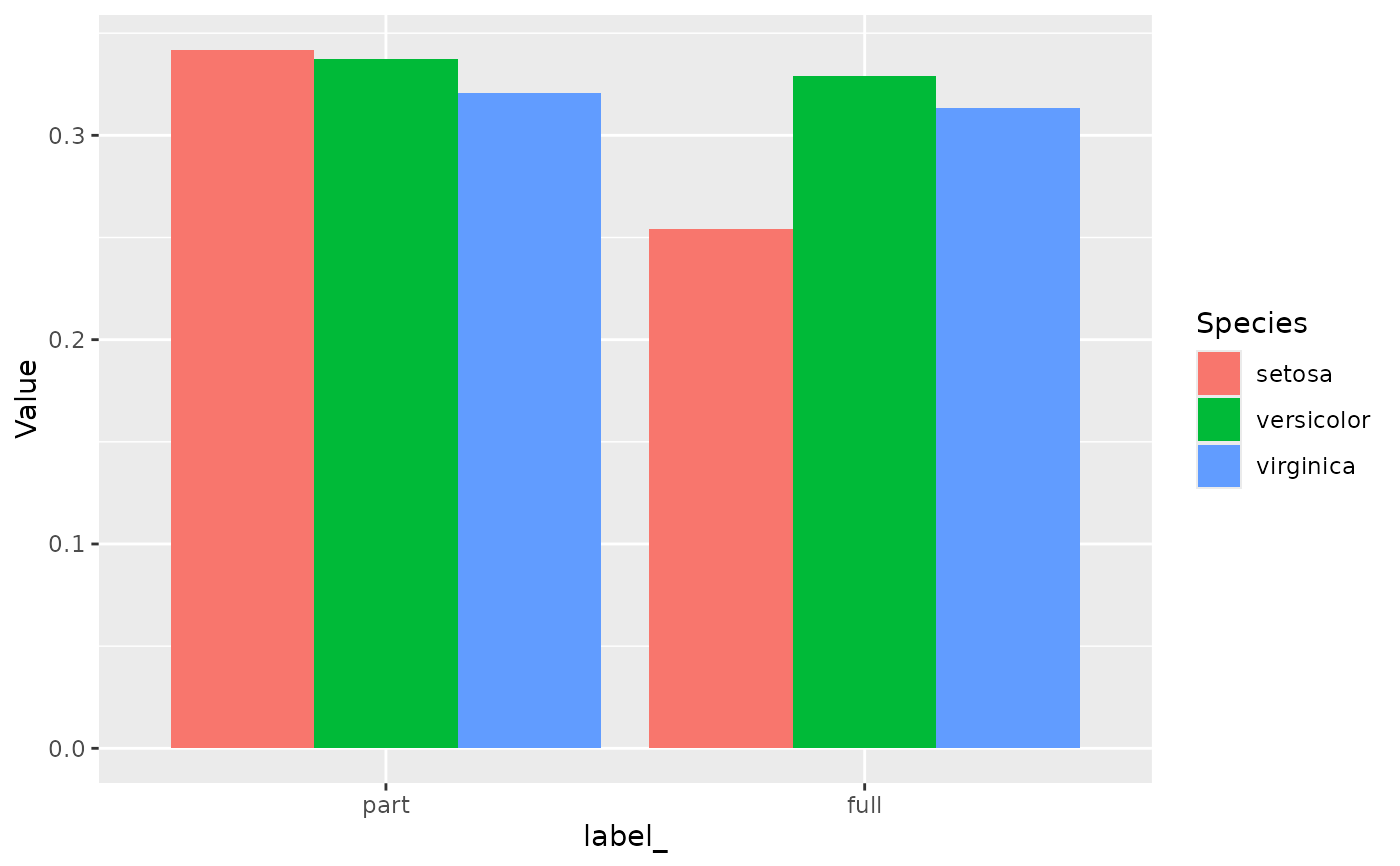 0.3
0.2
0.1
0.0
Value
part
full
label_
Species
setosa
versicolor
virginica